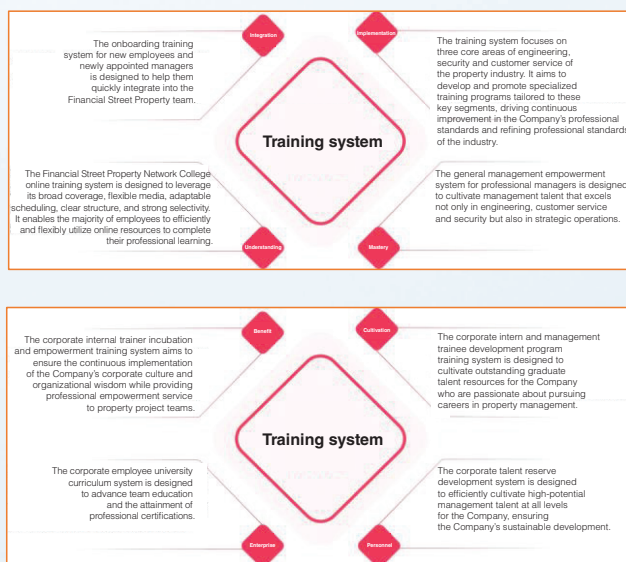 Integration
The onboarding training
system for new employees and
newly appointed managers
is designed to help them
quickly integrate into the
Financial Street Property team.
Implementation
The training system focuses on
three core areas of engineering,
security and customer service of
the property industry. It aims to
develop and promote specialized
training programs tailored to these
key segments, driving continuous
improvement in the Company's professional
standards and refining professional standards
of the industry.
Training system
The Financial Street Property Network College
online training system is designed to leverage
its broad coverage, flexible media, adaptable
scheduling, clear structure, and strong selectivity.
It enables the majority of employees to efficiently
and flexibly utilize online resources to complete
their professional learning.
Understanding
The general management empowerment
system for professional managers is designed
to cultivate management talent that excels
not only in engineering, customer service
and security but also in strategic operations.
Mastery
Benefit
The corporate internal trainer incubation
and empowerment training system aims to
ensure the continuous implementation
of the Company's corporate culture and
organizational wisdom while providing
professional empowerment service
to property project teams.
Cultivation
The corporate intern and management
trainee development program
training system is designed to
cultivate outstanding graduate
talent resources for the Company
who are passionate about pursuing
careers in property management.
Training system
The corporate employee university
curriculum system is designed
to advance team education
and the attainment of
professional certifications.
Enterprise
The corporate talent reserve
development system is designed
to efficiently cultivate high-potential
management talent at all levels
for the Company, ensuring
the Company's sustainable development.
Personnel